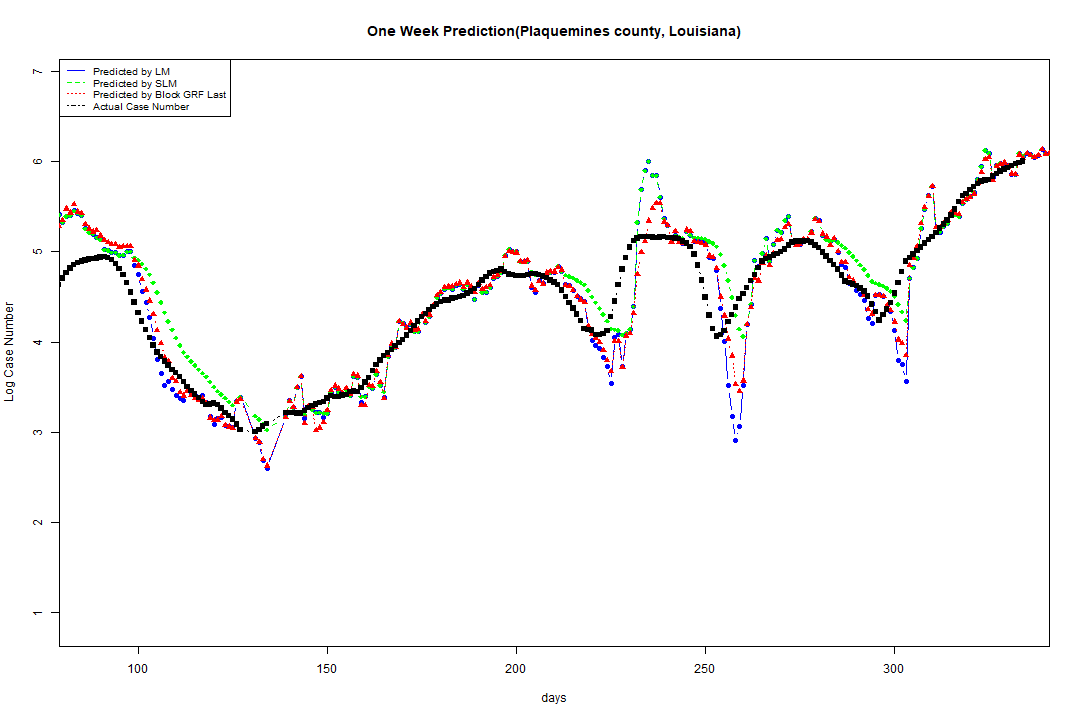 One Week Prediction(Plaquemines county, Louisiana)
Predicted by LM
Predicted by SLM
Predicted by Block GRF Last
Actual Case Number
7
6
5
4
3
2
1
Log Case Number
100 150 200 250 300
days